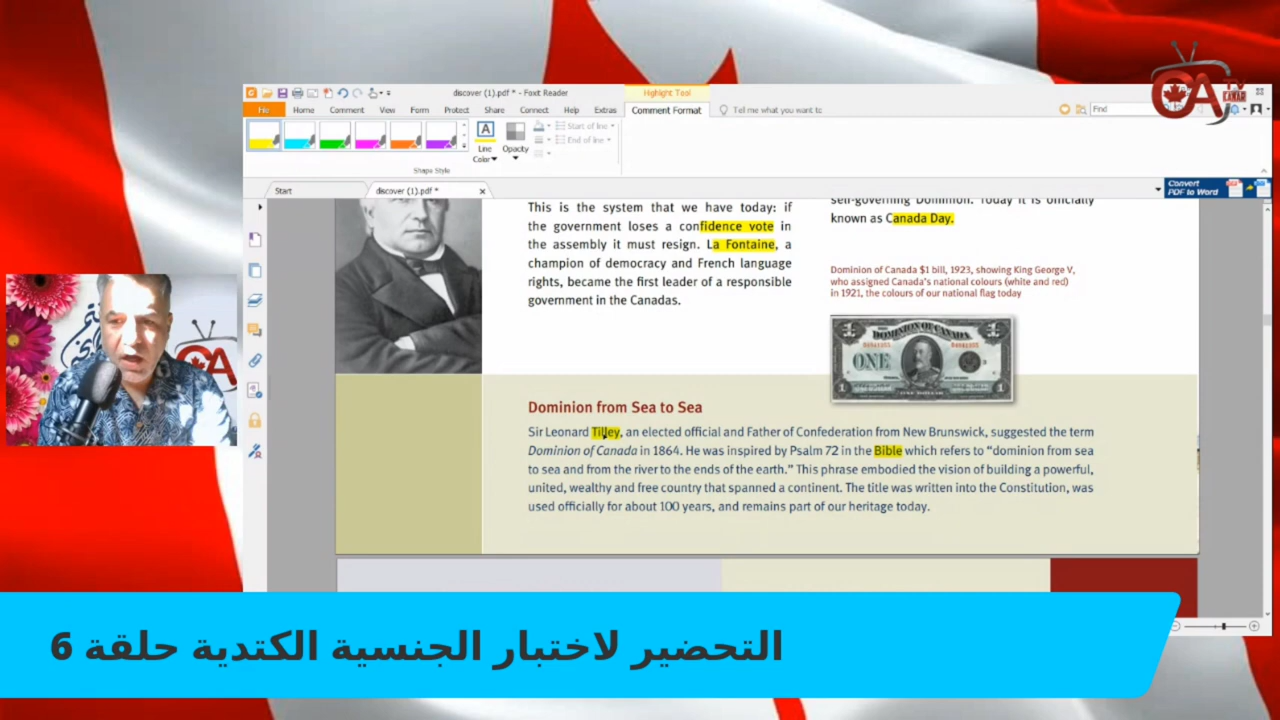 discover (1).pdf * - Foxit Reader
Highlight Tool
File Home Comment View Form Protect Share Connect Help Extras Comment Format Tell me what you want to
Find
Line
Color
Opacity
Start of line
End of line
Shape Style
Start
discover (1).pdf *
Convert
PDF to Word
This is the system that we have today: if
the government loses a confidence vote in
the assembly it must resign. La Fontaine, a
champion of democracy and French language
rights, became the first leader of a responsible
government in the Canadas.
self-governing Dominion. Today it is officially
known as Canada Day.
Dominion of Canada $1 bill, 1923, showing King George V,
who assigned Canada's national colours (white and red)
in 1921, the colours of our national flag today
DOMINION OF CANADA
ONE
Dominion from Sea to Sea
Sir Leonard Tilley, an elected official and Father of Confederation from New Brunswick, suggested the term
Dominion of Canada in 1864. He was inspired by Psalm 72 in the Bible which refers to “dominion from sea
to sea and from the river to the ends of the earth.” This phrase embodied the vision of building a powerful,
united, wealthy and free country that spanned a continent. The title was written into the Constitution, was
used officially for about 100 years, and remains part of our heritage today.
التحضير لاختبار الجنسية الكتدية حلقة 6